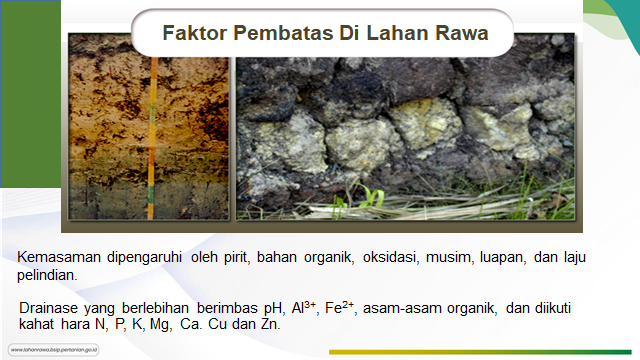 Faktor Pembatas Di Lahan Rawa
Kemasaman dipengaruhi oleh pirit, bahan organik, oksidasi, musim, luapan, dan laju
pelindian.
Drainase yang berlebihan berimbas pH, Al³⁺, Fe²⁺, asam-asam organik, dan diikuti
kahat hara N, P, K, Mg, Ca. Cu dan Zn.
www.lahanrawa.bsip.pertanian.go.id